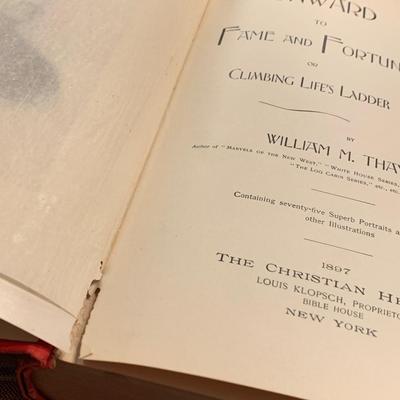 TO
FAME AND FORTUN
OR
CLIMBING LIFE'S LADDER
BY
WILLIAM M. THAY
Author of "MARVELS OF THE NEW WEST," "WHITE HOUSE SERIES,
"THE LOG CABIN SERIES," etc., etc.
Containing seventy-five Superb Portraits a
other Illustrations
1897
THE CHRISTIAN HE
LOUIS KLOPSCH, PROPRIETO
BIBLE HOUSE
NEW YORK